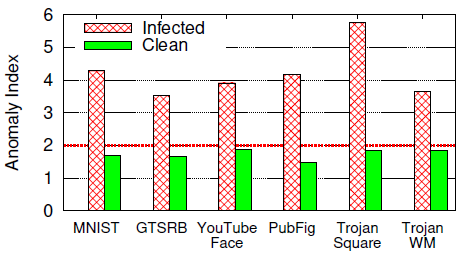 6
5
4
3
2
1
0
Anomaly Index
Infected
Clean
MNIST GTSRB YouTube Face PubFig Trojan Square Trojan WM